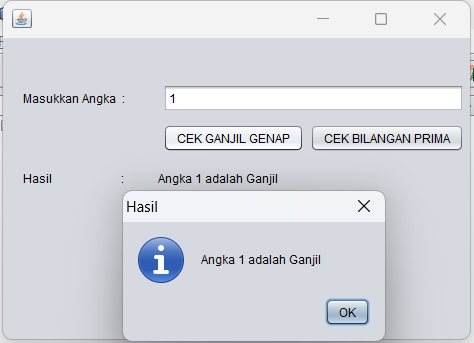 Masukkan Angka :
1
CEK GANJIL GENAP
CEK BILANGAN PRIMA
Hasil : Angka 1 adalah Ganjil
Hasil
Angka 1 adalah Ganjil
OK